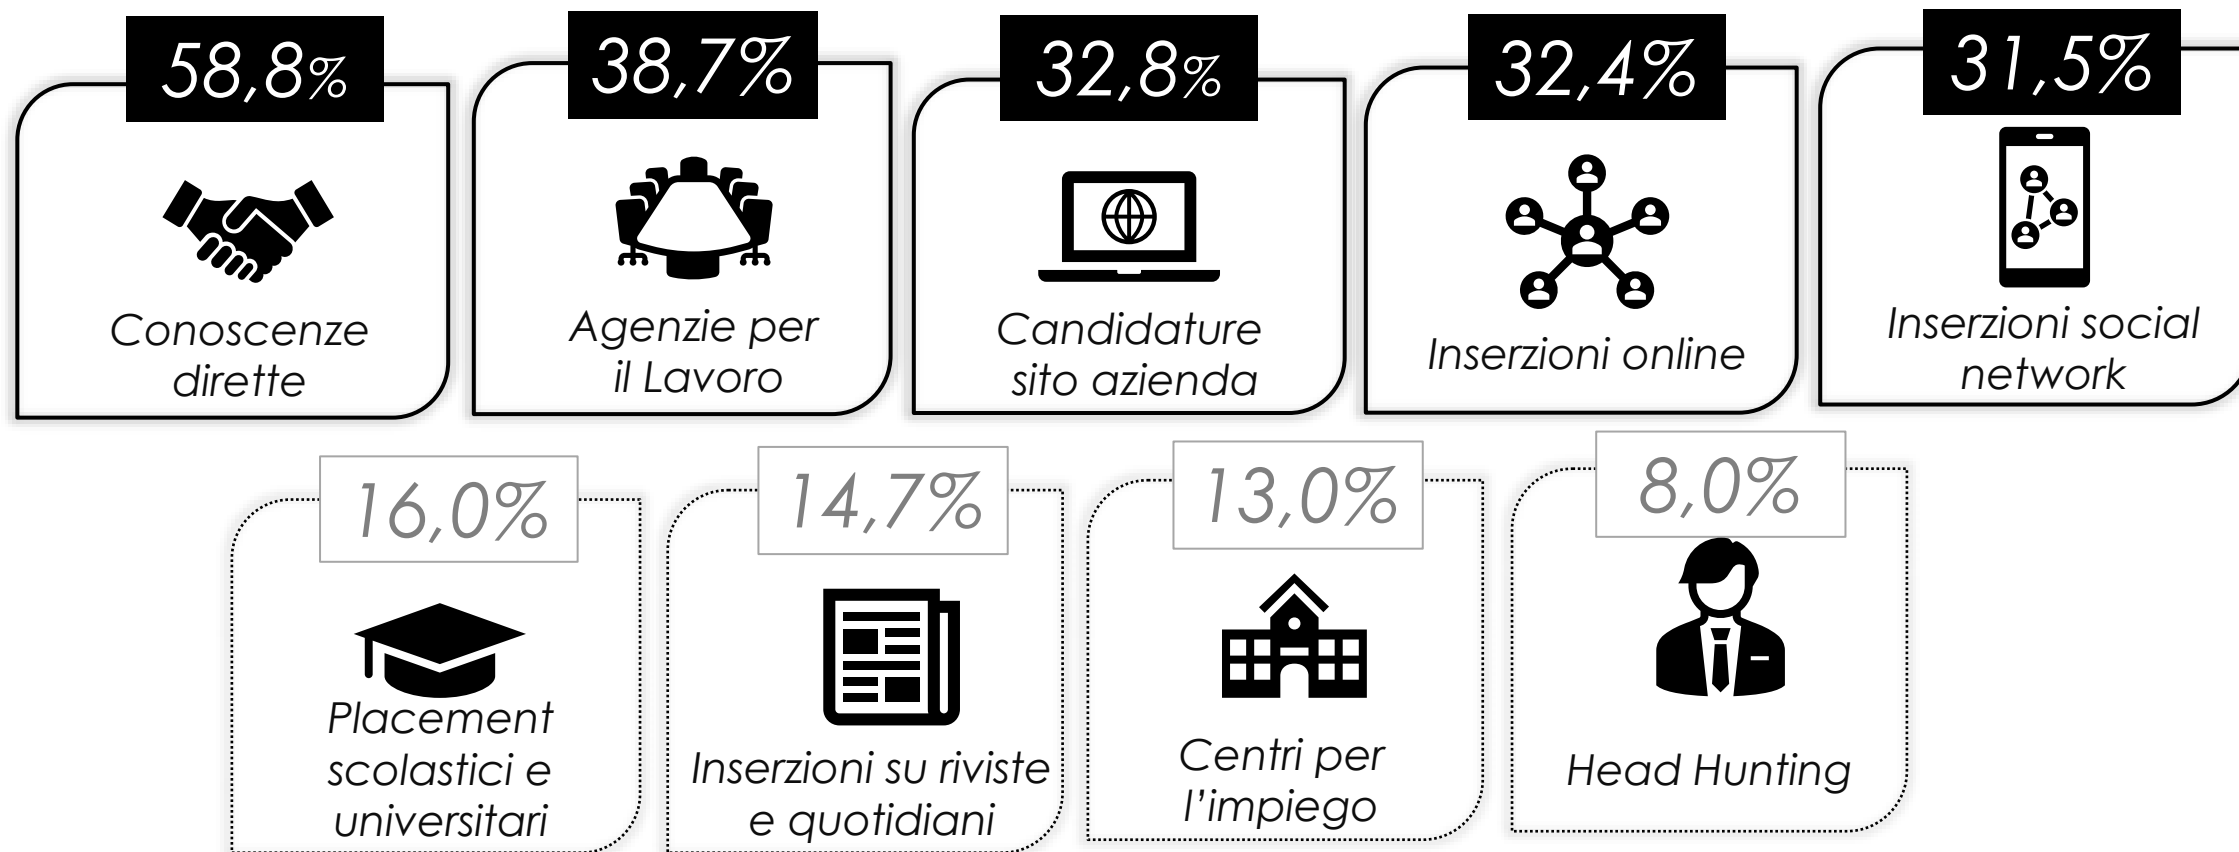 58,8%
Conoscenze
dirette
38,7%
Agenzie per
il Lavoro
32,8%
Candidature
sito azienda
32,4%
Inserzioni online
31,5%
Inserzioni social
network
16,0%
Placement
scolastici e
universitari
14,7%
Inserzioni su riviste
e quotidiani
13,0%
Centri per
l’impiego
8,0%
Head Hunting